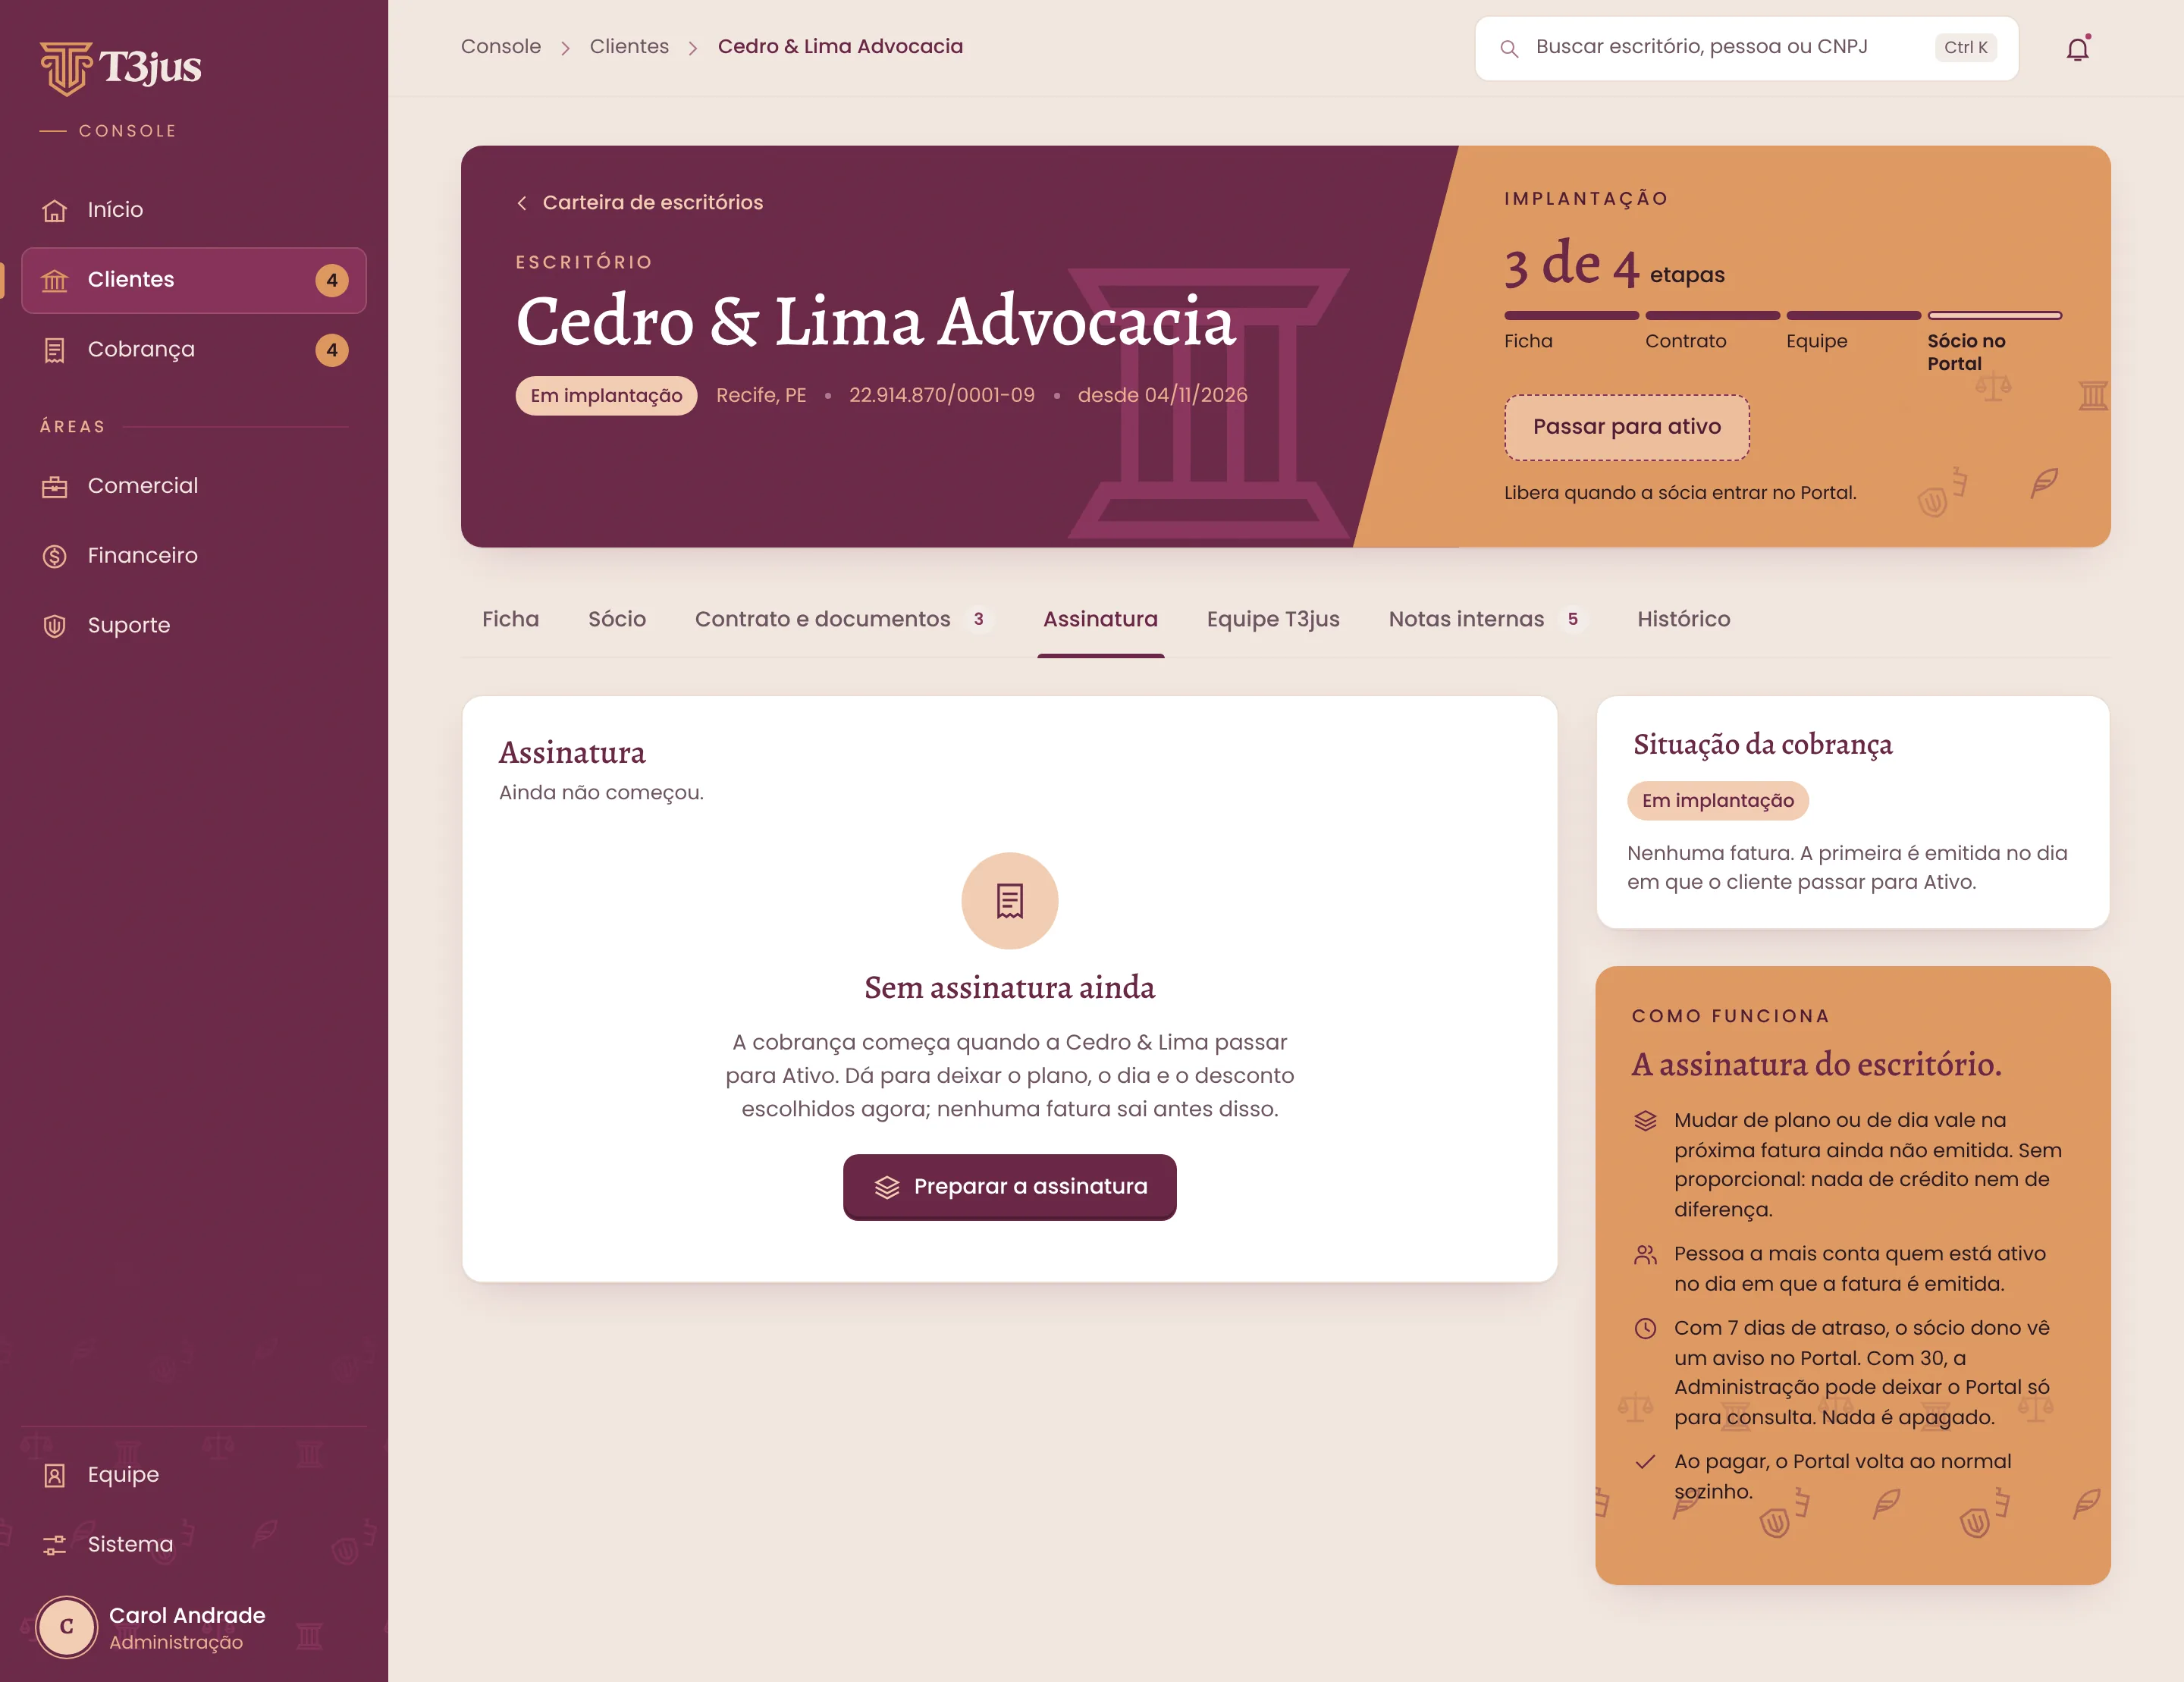 T3jus
CONSOLE
Início
Clientes 4
Cobrança 4
ÁREAS
Comercial
Financeiro
Suporte
Equipe
Sistema
C
Carol Andrade
Administração
Console > Clientes > Cedro & Lima Advocacia
Buscar escritório, pessoa ou CNPJ Ctrl K
Carteira de escritórios
ESCRITÓRIO
Cedro & Lima Advocacia
Em implantação Recife, PE • 22.914.870/0001-09 • desde 04/11/2026
IMPLANTAÇÃO
3 de 4 etapas
Ficha Contrato Equipe Sócio no
Portal
Passar para ativo
Libera quando a sócia entrar no Portal.
Ficha Sócio Contrato e documentos 3 Assinatura Equipe T3jus Notas internas 5 Histórico
Assinatura
Ainda não começou.
Sem assinatura ainda
A cobrança começa quando a Cedro & Lima passar
para Ativo. Dá para deixar o plano, o dia e o desconto
escolhidos agora; nenhuma fatura sai antes disso.
Preparar a assinatura
Situação da cobrança
Em implantação
Nenhuma fatura. A primeira é emitida no dia
em que o cliente passar para Ativo.
COMO FUNCIONA
A assinatura do escritório.
Mudar de plano ou de dia vale na
próxima fatura ainda não emitida. Sem
proporcional: nada de crédito nem de
diferença.
Pessoa a mais conta quem está ativo
no dia em que a fatura é emitida.
Com 7 dias de atraso, o sócio dono vê
um aviso no Portal. Com 30, a
Administração pode deixar o Portal só
para consulta. Nada é apagado.
Ao pagar, o Portal volta ao normal
sozinho.